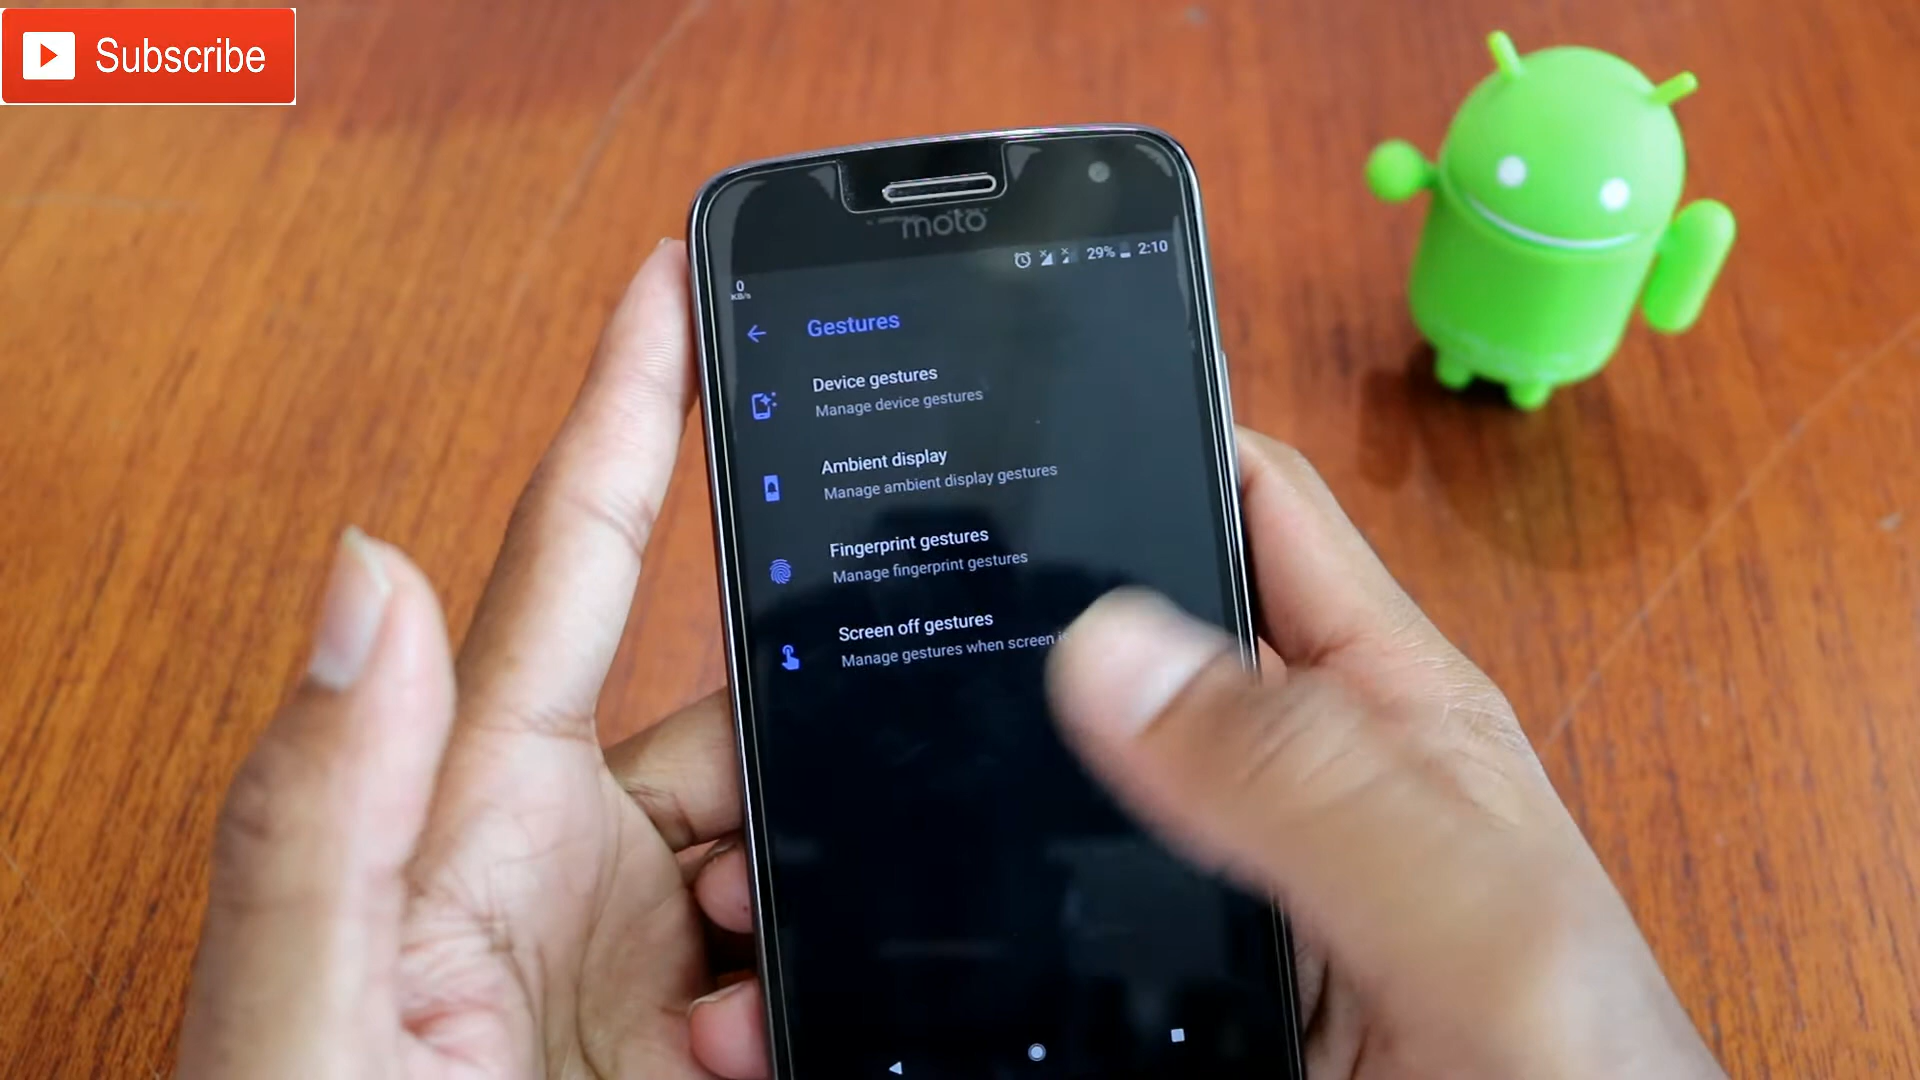 Subscribe
moto
29% 2:10
0
KB/s
Gestures
Device gestures
Manage device gestures
Ambient display
Manage ambient display gestures
Fingerprint gestures
Manage fingerprint gestures
Screen off gestures
Manage gestures when screen